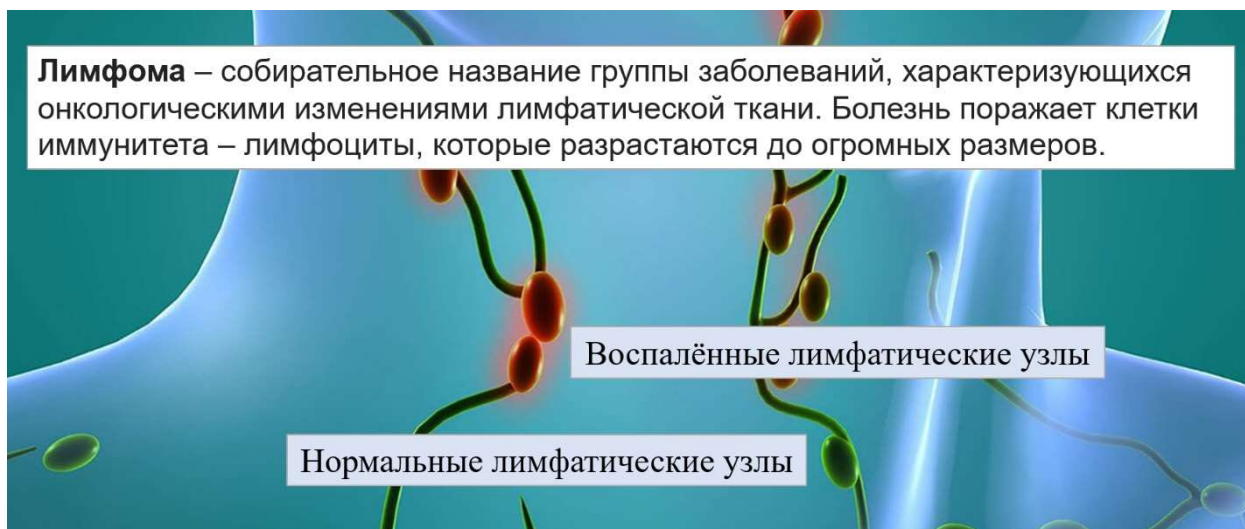 Лимфома – собирательное название группы заболеваний, характеризующихся
онкологическими изменениями лимфатической ткани. Болезнь поражает клетки
иммунитета – лимфоциты, которые разрастаются до огромных размеров.
Воспалённые лимфатические узлы
Нормальные лимфатические узлы